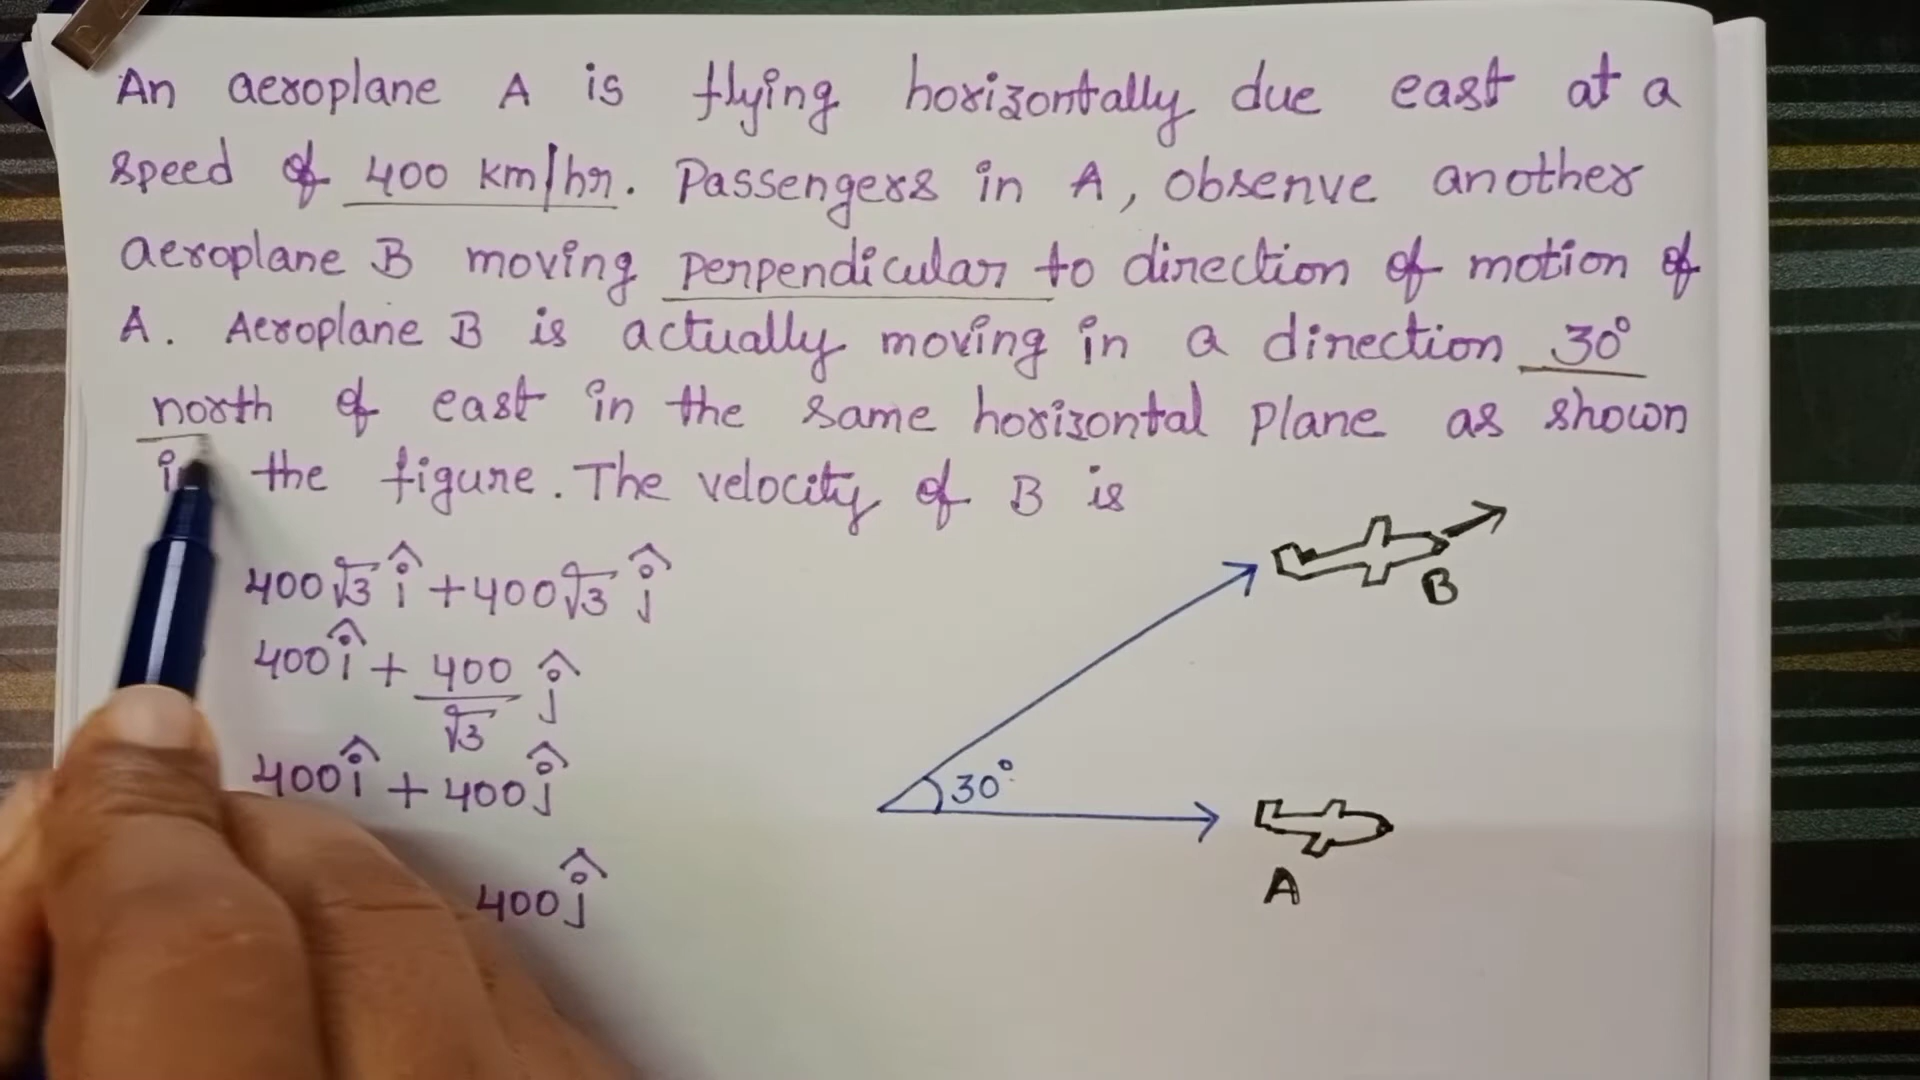 An aeroplane A is flying horizontally due east at a
speed of 400 km/hr. Passengers in A, observe another
aeroplane B moving perpendicular to direction of motion of
A. Aeroplane B is actually moving in a direction 30°
north of east in the same horizontal plane as shown
in the figure. The velocity of B is
400√3 î + 400√3 ĵ
400 î + 400/√3 ĵ
400 î + 400 ĵ
400 ĵ
B
30°
A